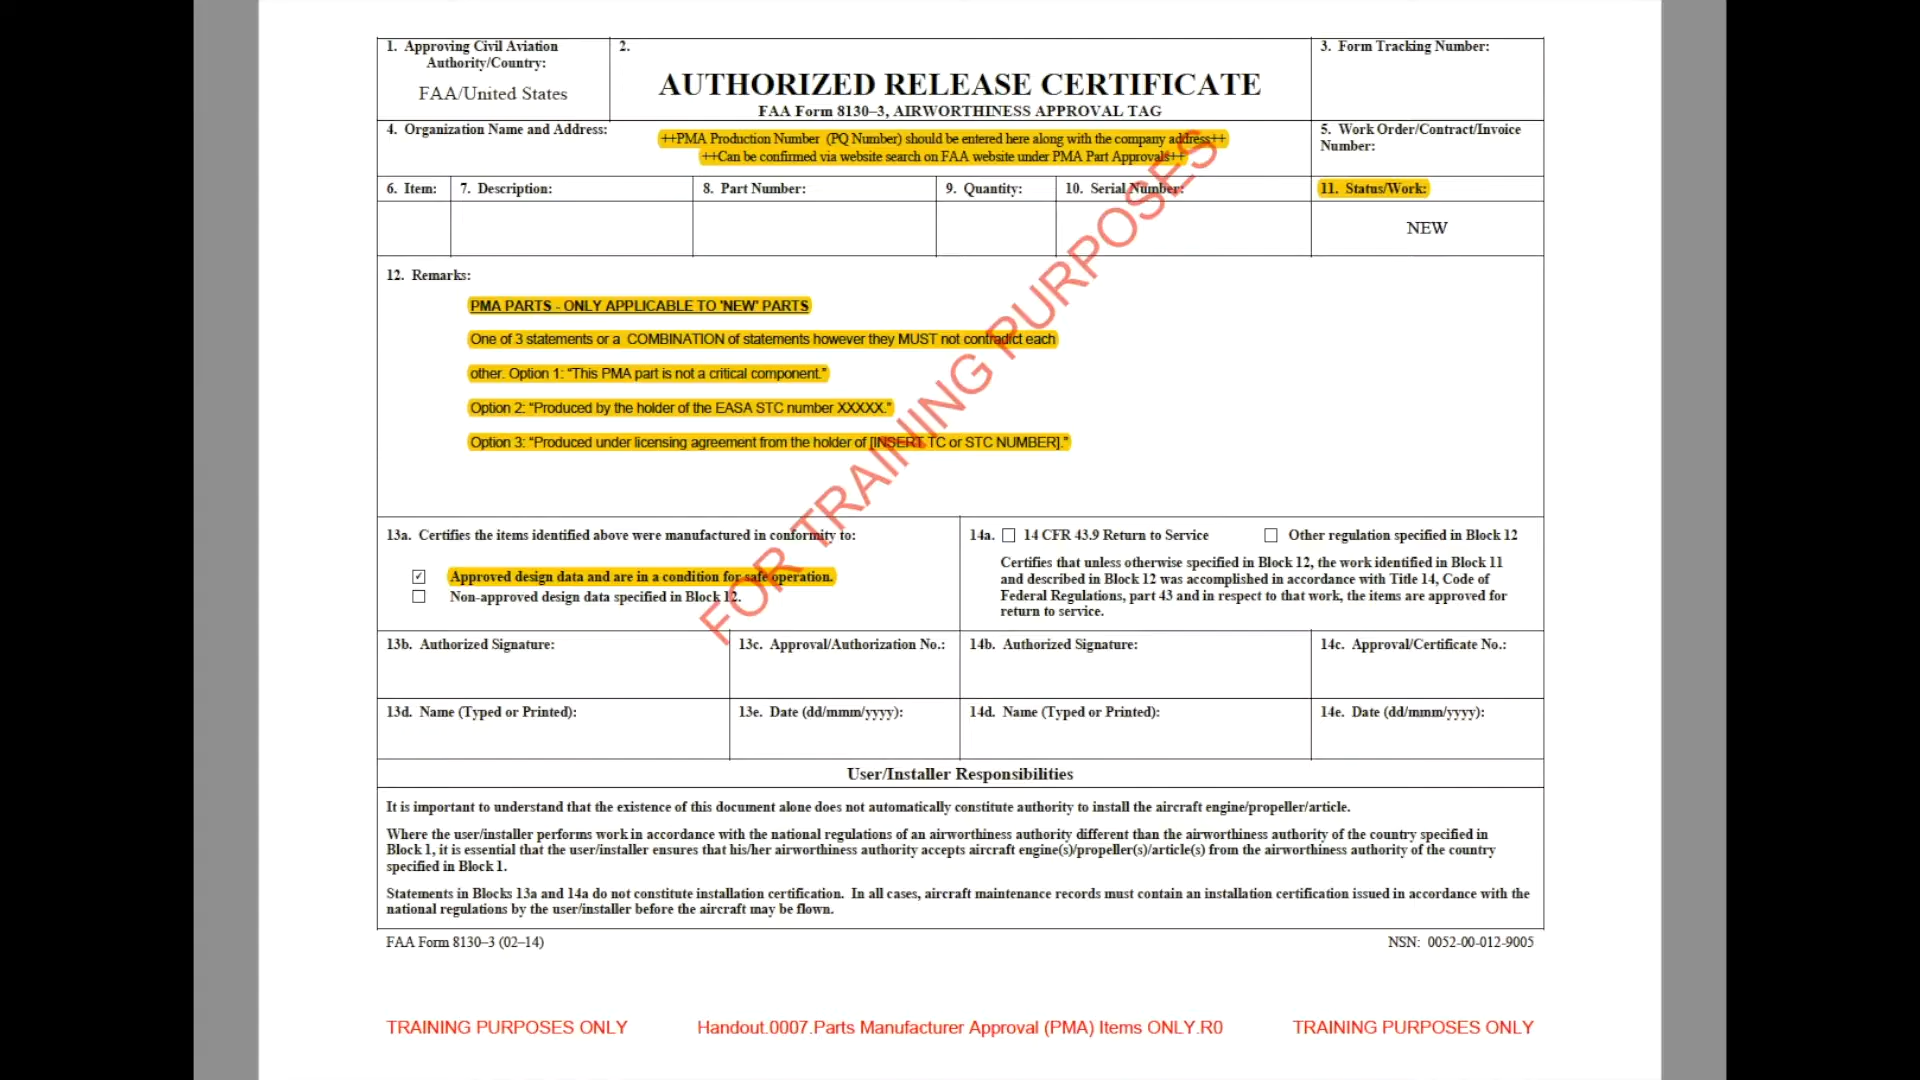 1. Approving Civil Aviation
Authority/Country:
FAA/United States
2.
AUTHORIZED RELEASE CERTIFICATE
FAA Form 8130–3, AIRWORTHINESS APPROVAL TAG
3. Form Tracking Number:
4. Organization Name and Address:
++PMA Production Number (PQ Number) should be entered here along with the company address++
++Can be confirmed via website search on FAA website under PMA Part Approvals++
5. Work Order/Contract/Invoice
Number:
6. Item:
7. Description:
8. Part Number:
9. Quantity:
10. Serial Number:
11. Status/Work:
NEW
12. Remarks:
PMA PARTS - ONLY APPLICABLE TO 'NEW' PARTS
One of 3 statements or a COMBINATION of statements however they MUST not contradict each
other. Option 1: “This PMA part is not a critical component.”
Option 2: “Produced by the holder of the EASA STC number XXXXX.”
Option 3: “Produced under licensing agreement from the holder of [INSERT TC or STC NUMBER].”
FOR TRAINING PURPOSES
13a. Certifies the items identified above were manufactured in conformity to:
Approved design data and are in a condition for safe operation.
Non-approved design data specified in Block 12.
14a. 14 CFR 43.9 Return to Service Other regulation specified in Block 12
Certifies that unless otherwise specified in Block 12, the work identified in Block 11
and described in Block 12 was accomplished in accordance with Title 14, Code of
Federal Regulations, part 43 and in respect to that work, the items are approved for
return to service.
13b. Authorized Signature:
13c. Approval/Authorization No.:
14b. Authorized Signature:
14c. Approval/Certificate No.:
13d. Name (Typed or Printed):
13e. Date (dd/mmm/yyyy):
14d. Name (Typed or Printed):
14e. Date (dd/mmm/yyyy):
User/Installer Responsibilities
It is important to understand that the existence of this document alone does not automatically constitute authority to install the aircraft engine/propeller/article.
Where the user/installer performs work in accordance with the national regulations of an airworthiness authority different than the airworthiness authority of the country specified in
Block 1, it is essential that the user/installer ensures that his/her airworthiness authority accepts aircraft engine(s)/propeller(s)/article(s) from the airworthiness authority of the country
specified in Block 1.
Statements in Blocks 13a and 14a do not constitute installation certification. In all cases, aircraft maintenance records must contain an installation certification issued in accordance with the
national regulations by the user/installer before the aircraft may be flown.
FAA Form 8130–3 (02–14)
NSN: 0052-00-012-9005
TRAINING PURPOSES ONLY
Handout.0007.Parts Manufacturer Approval (PMA) Items ONLY.R0
TRAINING PURPOSES ONLY